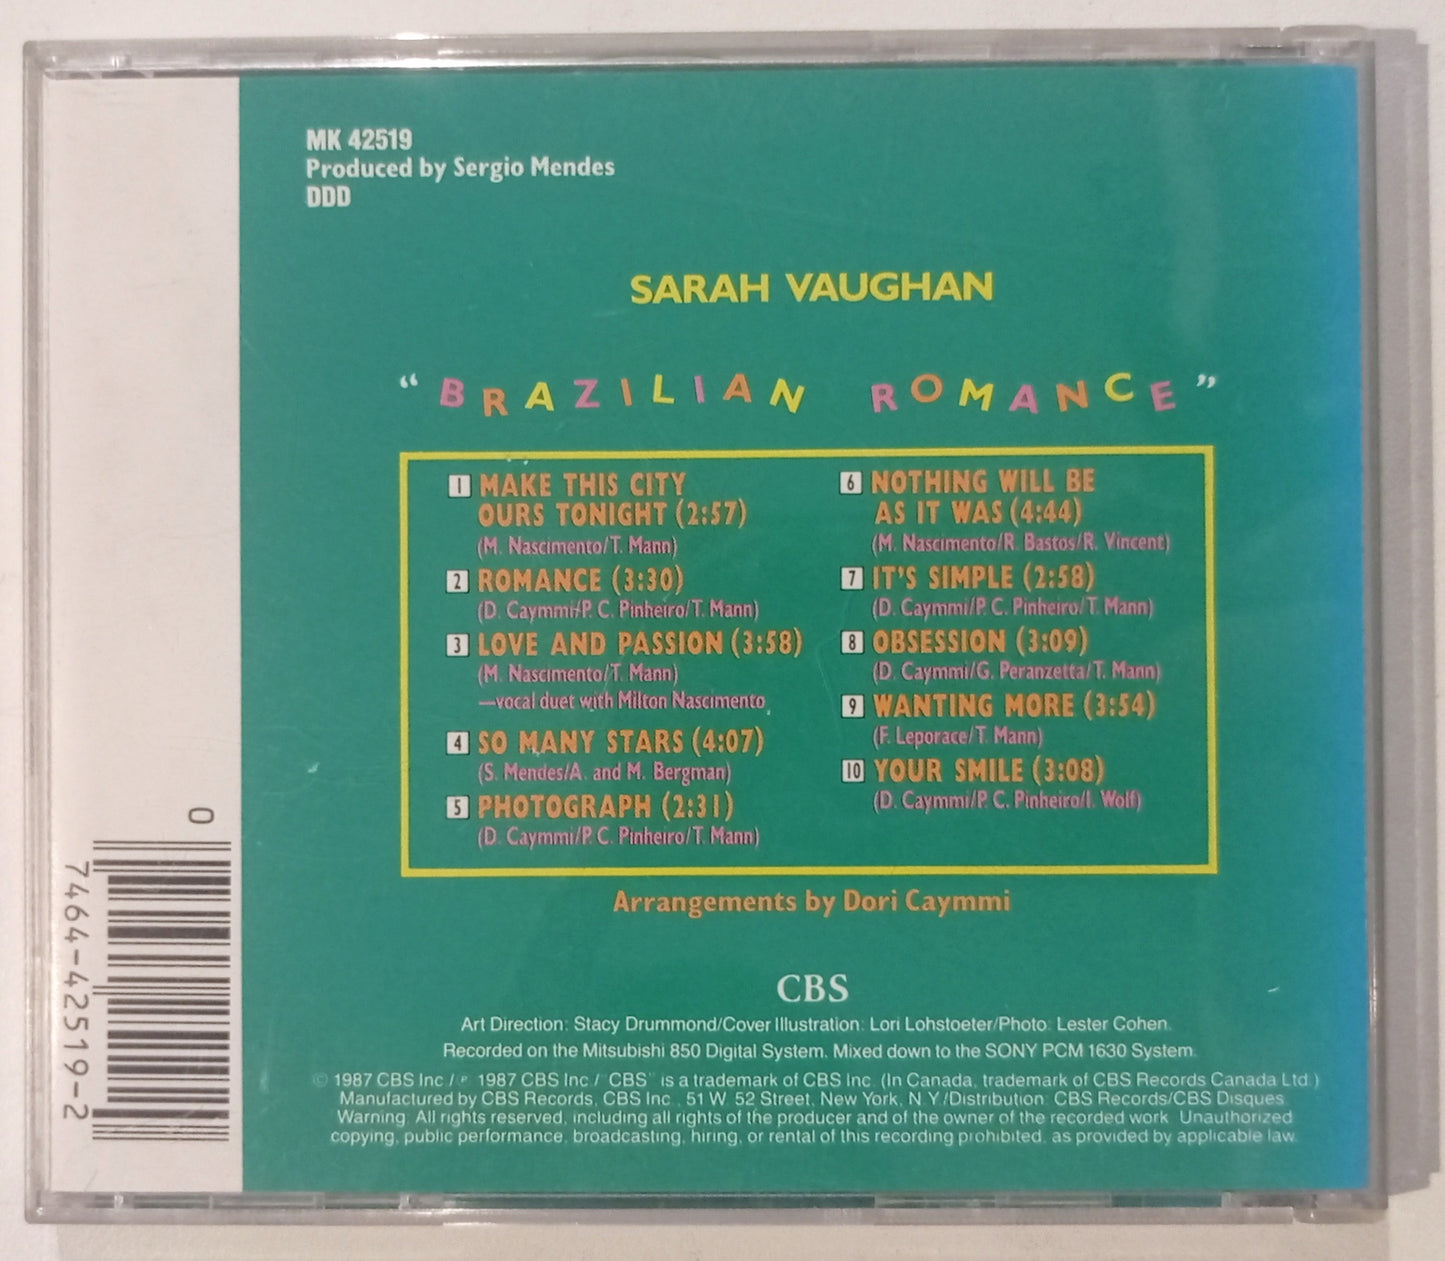 MK 42519
Produced by Sergio Mendes
DDD
SARAH VAUGHAN
“BRAZILIAN ROMANCE”
1 MAKE THIS CITY
OURS TONIGHT (2:57)
(M. Nascimento/T. Mann)
2 ROMANCE (3:30)
(D. Caymmi/P. C. Pinheiro/T. Mann)
3 LOVE AND PASSION (3:58)
(M. Nascimento/T. Mann)
—vocal duet with Milton Nascimento
4 SO MANY STARS (4:07)
(S. Mendes/A. and M. Bergman)
5 PHOTOGRAPH (2:31)
(D. Caymmi/P. C. Pinheiro/T. Mann)
6 NOTHING WILL BE
AS IT WAS (4:44)
(M. Nascimento/R. Bastos/R. Vincent)
7 IT'S SIMPLE (2:58)
(D. Caymmi/P. C. Pinheiro/T. Mann)
8 OBSESSION (3:09)
(D. Caymmi/G. Peranzetta/T. Mann)
9 WANTING MORE (3:54)
(F. Leporace/T. Mann)
10 YOUR SMILE (3:08)
(D. Caymmi/P. C. Pinheiro/I. Wolf)
Arrangements by Dori Caymmi
CBS
Art Direction: Stacy Drummond/Cover Illustration: Lori Lohstoeter/Photo: Lester Cohen.
Recorded on the Mitsubishi 850 Digital System. Mixed down to the SONY PCM 1630 System.
© 1987 CBS Inc./℗ 1987 CBS Inc./"CBS" is a trademark of CBS Inc. (In Canada, trademark of CBS Records Canada Ltd.)
Manufactured by CBS Records, CBS Inc., 51 W. 52 Street, New York, N.Y./Distribution: CBS Records/CBS Disques.
Warning: All rights reserved, including all rights of the producer and of the owner of the recorded work. Unauthorized
copying, public performance, broadcasting, hiring, or rental of this recording prohibited, as provided by applicable law.
0
7464-42519-2